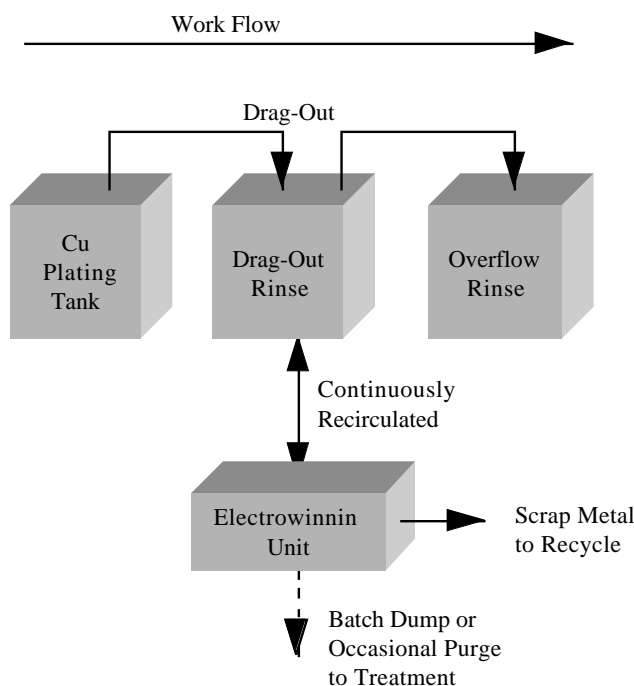 Work Flow
Drag-Out
Cu
Plating
Tank
Drag-Out
Rinse
Overflow
Rinse
Continuously
Recirculated
Electrowinnin
Unit
Scrap Metal
to Recycle
Batch Dump or
Occasional Purge
to Treatment